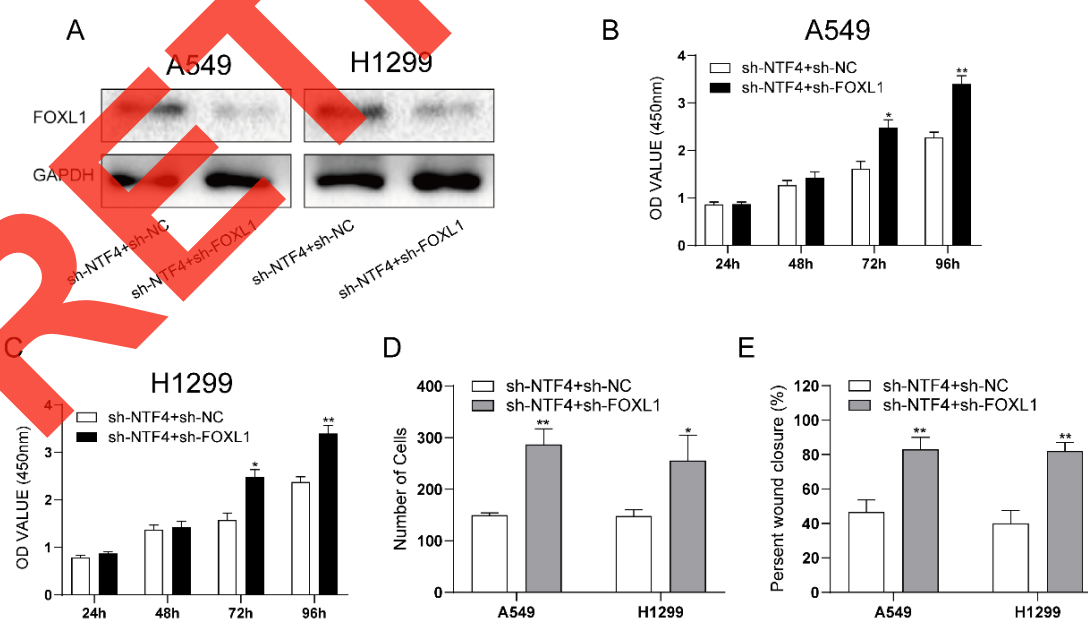 A
A549
H1299
FOXL1
GAPDH
sh-NTF4+sh-NC
sh-NTF4+sh-FOXL1
sh-NTF4+sh-NC
sh-NTF4+sh-FOXL1
B
A549
sh-NTF4+sh-NC
sh-NTF4+sh-FOXL1
OD VALUE (450nm)
4
3
2
1
0
*
**
24h 48h 72h 96h
C
H1299
sh-NTF4+sh-NC
sh-NTF4+sh-FOXL1
OD VALUE (450nm)
4
3
2
1
0
*
**
24h 48h 72h 96h
D
sh-NTF4+sh-NC
sh-NTF4+sh-FOXL1
Number of Cells
400
300
200
100
0
**
*
A549 H1299
E
sh-NTF4+sh-NC
sh-NTF4+sh-FOXL1
Persent wound closure (%)
120
100
80
60
40
20
0
**
**
A549 H1299
RET